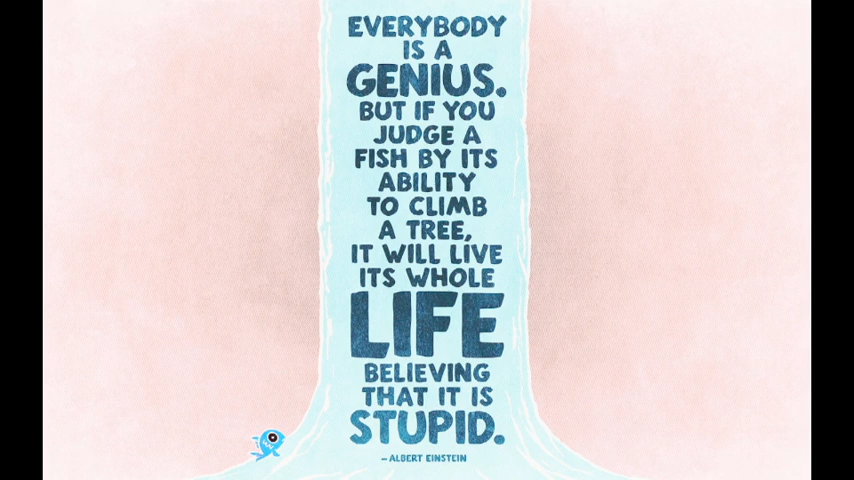 EVERYBODY
IS A
GENIUS.
BUT IF YOU
JUDGE A
FISH BY ITS
ABILITY
TO CLIMB
A TREE,
IT WILL LIVE
ITS WHOLE
LIFE
BELIEVING
THAT IT IS
STUPID.
—ALBERT EINSTEIN